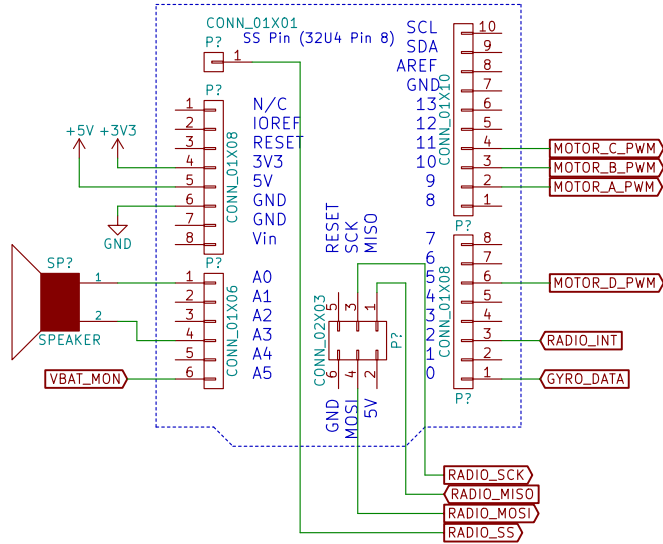 CONN_01X01
P?
SS Pin (32U4 Pin 8)
1
SCL 10
SDA 9
AREF 8
GND 7
13 6
12 5
11 4 MOTOR_C_PWM
10 3 MOTOR_B_PWM
9 2 MOTOR_A_PWM
8 1
CONN_01X10
P?
P?
1 N/C
2 IOREF
3 RESET
4 3V3
5 5V
6 GND
7 GND
8 Vin
CONN_01X08
+5V +3V3
GND
P?
7 8
6 7
5 6 MOTOR_D_PWM
4 5
3 4
2 3 RADIO_INT
1 2
0 1 GYRO_DATA
CONN_01X08
P?
SP?
1
2
SPEAKER
1 A0
2 A1
3 A2
4 A3
5 A4
VBAT_MON 6 A5
CONN_01X06
RESET
SCK
MISO
5 3 1
CONN_02X03
P?
6 4 2
GND
MOSI
5V
RADIO_SCK
RADIO_MISO
RADIO_MOSI
RADIO_SS